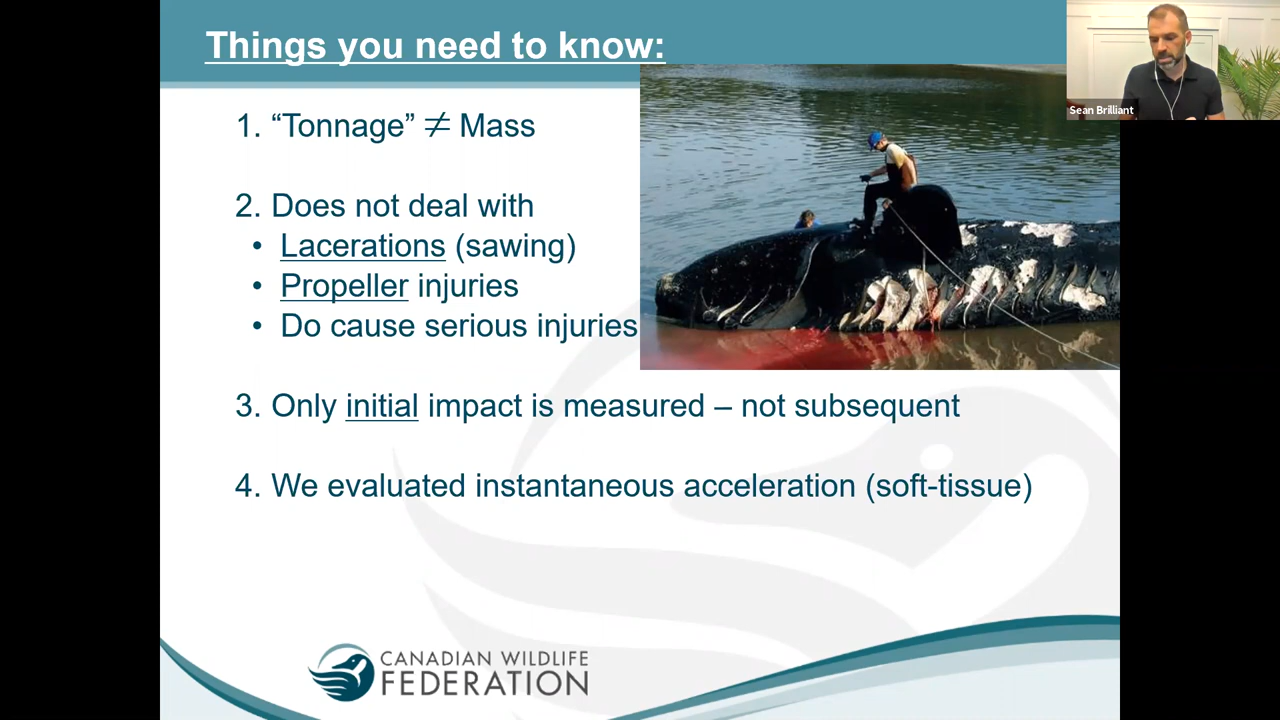 Things you need to know:
Sean Brilliant
1. “Tonnage” ≠ Mass
2. Does not deal with
• Lacerations (sawing)
• Propeller injuries
• Do cause serious injuries
3. Only initial impact is measured – not subsequent
4. We evaluated instantaneous acceleration (soft-tissue)
CANADIAN WILDLIFE
FEDERATION